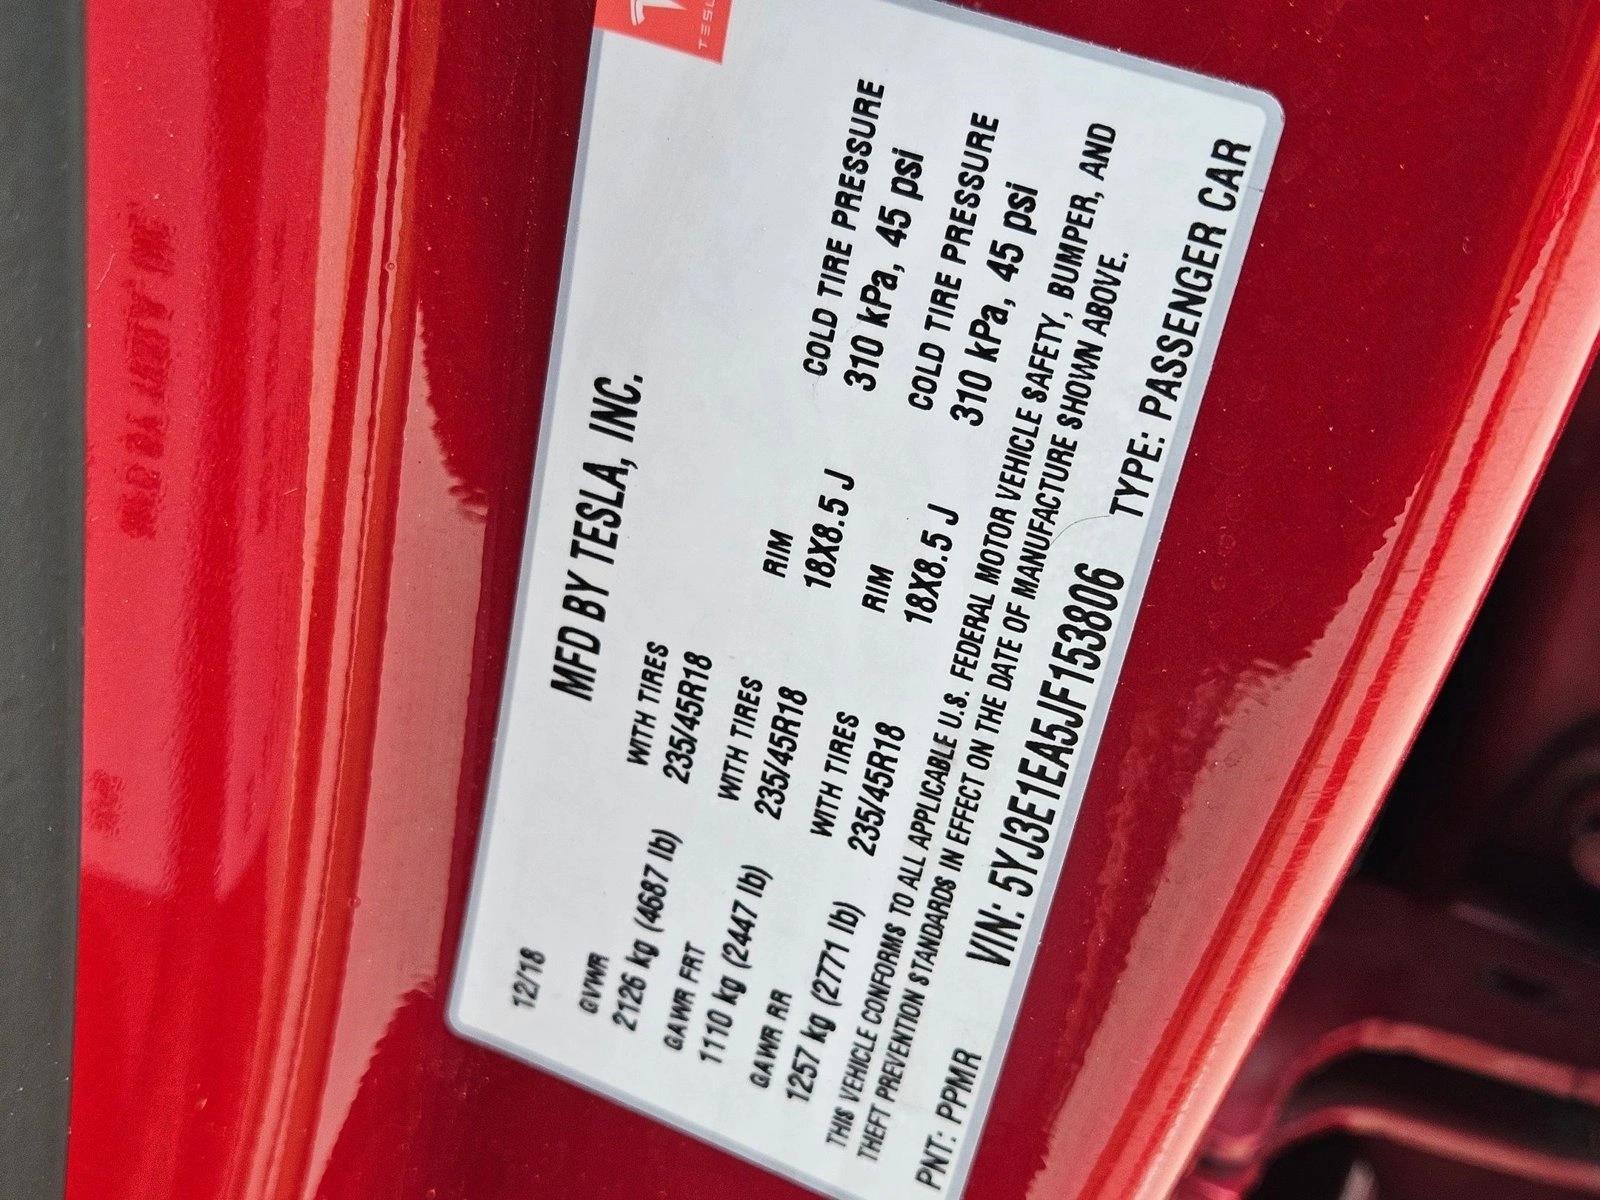 TESLA
12/18
MFD BY TESLA, INC.
GVWR
2126 kg (4687 lb)
WITH TIRES
235/45R18
GAWR FRT
1110 kg (2447 lb)
WITH TIRES
235/45R18
RIM
18X8.5 J
COLD TIRE PRESSURE
310 kPa, 45 psi
GAWR RR
1257 kg (2771 lb)
WITH TIRES
235/45R18
RIM
18X8.5 J
COLD TIRE PRESSURE
310 kPa, 45 psi
THIS VEHICLE CONFORMS TO ALL APPLICABLE U.S. FEDERAL MOTOR VEHICLE SAFETY, BUMPER, AND
THEFT PREVENTION STANDARDS IN EFFECT ON THE DATE OF MANUFACTURE SHOWN ABOVE.
PNT: PPMR VIN: 5YJ3E1EA5JF153806 TYPE: PASSENGER CAR